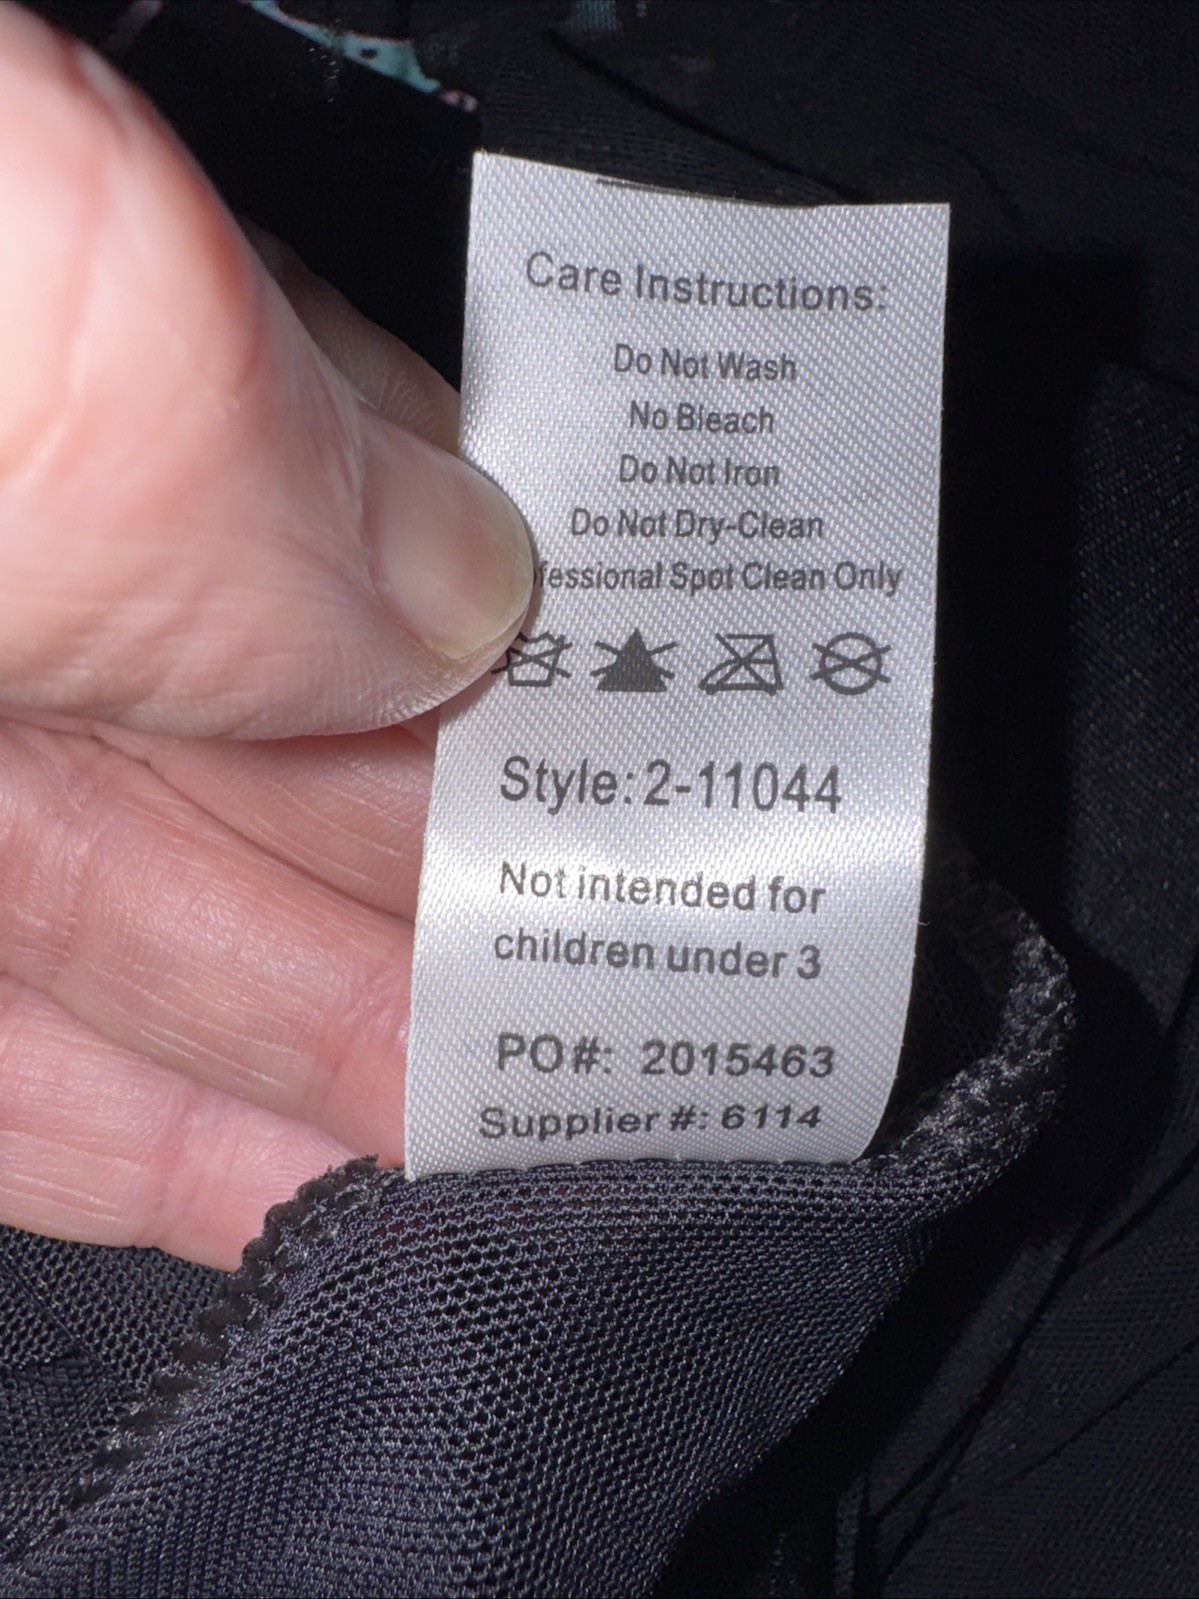 Care Instructions:
Do Not Wash
No Bleach
Do Not Iron
Do Not Dry-Clean
fessional Spot Clean Only
Style: 2-11044
Not intended for
children under 3
PO#: 2015463
Supplier #: 6114